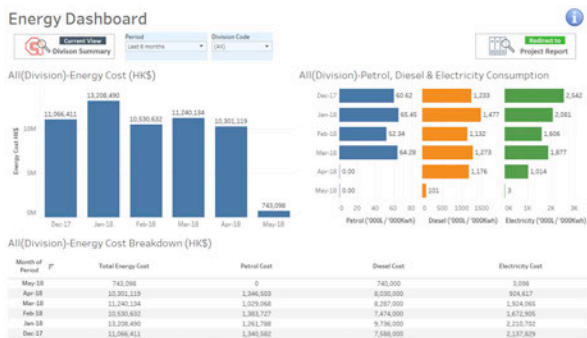 Energy Dashboard
Current View
Divison Summary
Period
Last 6 months
Division Code
(All)
Redirect to
Project Report
All(Division)-Energy Cost (HK$)
All(Division)-Petrol, Diesel & Electricity Consumption
Energy Cost HK$
10M
5M
0M
11,066,411
13,208,490
10,530,632
11,240,134
10,301,119
743,098
Dec-17
Jan-18
Feb-18
Mar-18
Apr-18
May-18
Dec-17 60.62 1,233 2,542
Jan-18 65.45 1,477 2,081
Feb-18 52.34 1,132 1,606
Mar-18 64.28 1,273 1,877
Apr-18 0.00 1,176 1,014
May-18 0.00 101 3
0 20 40 60 80 0 500 1000 1500 0K 1K 2K 3K
Petrol ('000L / '000Kwh) Diesel ('000L / '000Kwh) Electricity ('000L / '000Kwh)
All(Division)-Energy Cost Breakdown (HK$)
Month of Period Total Energy Cost Petrol Cost Diesel Cost Electricity Cost
May-18 743,098 0 740,000 3,098
Apr-18 10,301,119 1,346,503 8,030,000 924,617
Mar-18 11,240,134 1,029,068 8,287,000 1,924,065
Feb-18 10,530,632 1,383,727 7,474,000 1,672,905
Jan-18 13,208,490 1,261,788 9,736,000 2,210,702
Dec-17 11,066,411 1,340,582 7,588,000 2,137,829